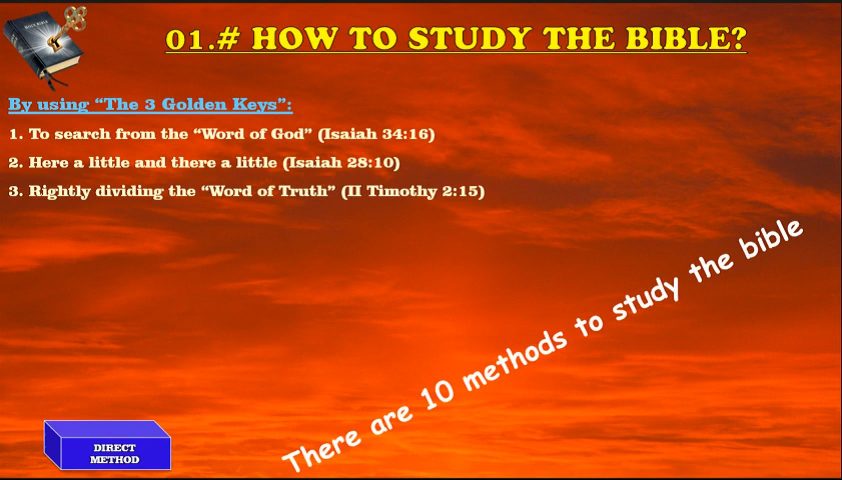 HOLY BIBLE
01.# HOW TO STUDY THE BIBLE?
By using “The 3 Golden Keys”:
1. To search from the “Word of God” (Isaiah 34:16)
2. Here a little and there a little (Isaiah 28:10)
3. Rightly dividing the “Word of Truth” (II Timothy 2:15)
There are 10 methods to study the bible
DIRECT
METHOD